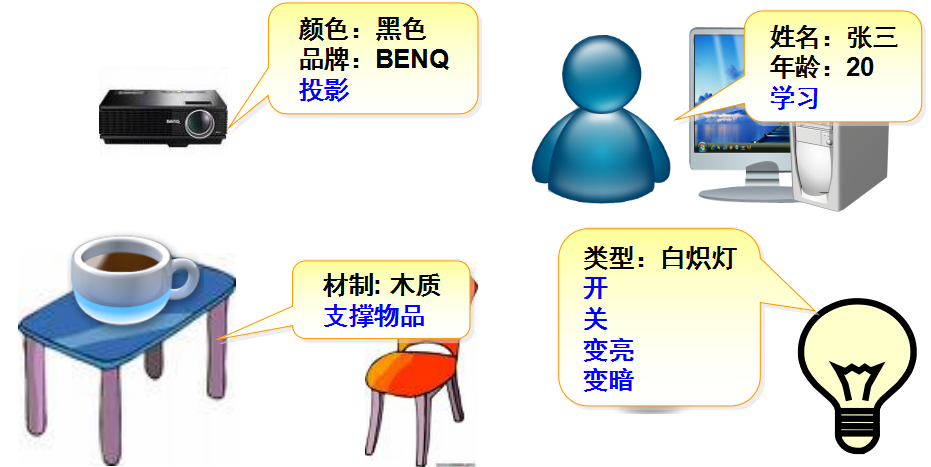 颜色：黑色
品牌：BENQ
投影
BENQ
姓名：张三
年龄：20
学习
材制: 木质
支撑物品
类型：白炽灯
开
关
变亮
变暗